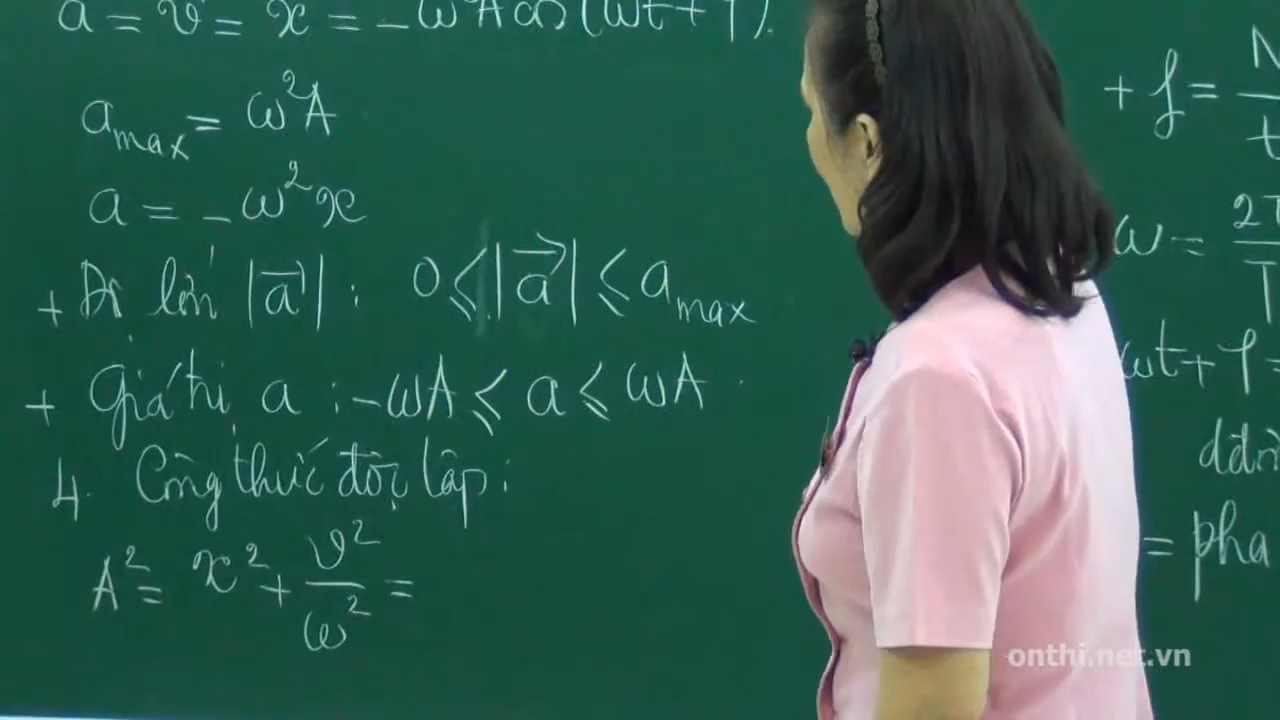 a = v' = x'' = -ω²A cos(ωt + φ).
a_max = ω²A
a = -ω²x
+ Độ lớn |a⃗| : 0 ≤ |a⃗| ≤ a_max
+ Giá trị a : -ωA ≤ a ≤ ωA
4. Công thức độc lập:
A² = x² + v²/ω² =
+ f = N/t
ω = 2π/T
ωt + φ =
= pha
onthi.net.vn